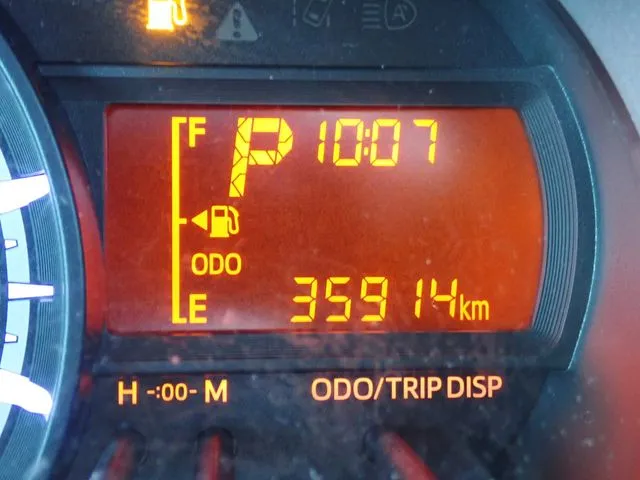 F P 10:07
ODO
E 35914km
H -:00- M ODO/TRIP DISP